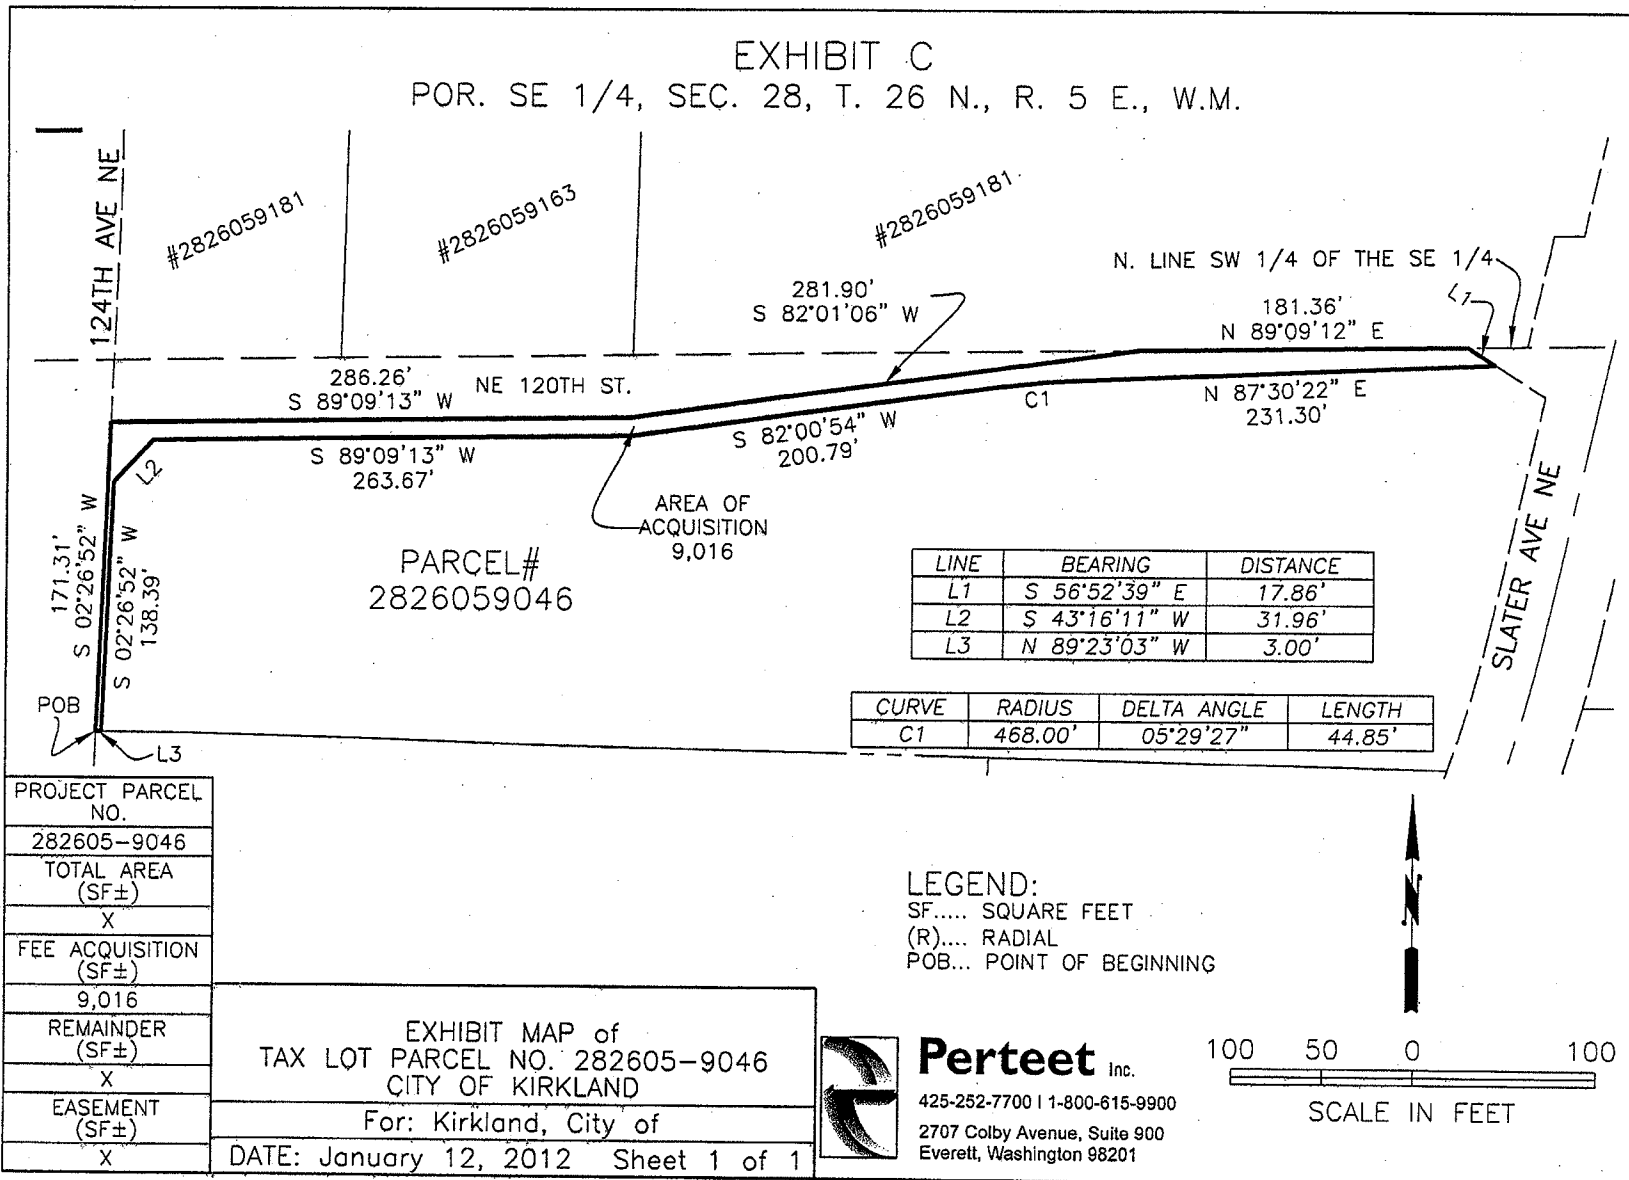 EXHIBIT C
POR. SE 1/4, SEC. 28, T. 26 N., R. 5 E., W.M.
124TH AVE NE
#2826059181
#2826059163
#2826059181
N. LINE SW 1/4 OF THE SE 1/4
L1
281.90'
S 82°01'06" W
181.36'
N 89°09'12" E
286.26'
S 89°09'13" W
NE 120TH ST.
N 87°30'22" E
231.30'
C1
S 82°00'54" W
200.79'
S 89°09'13" W
263.67'
L2
AREA OF
ACQUISITION
9,016
171.31'
S 02°26'52" W
S 02°26'52" W
138.39'
PARCEL#
2826059046
SLATER AVE NE
LINE BEARING DISTANCE
L1 S 56°52'39" E 17.86'
L2 S 43°16'11" W 31.96'
L3 N 89°23'03" W 3.00'
CURVE RADIUS DELTA ANGLE LENGTH
C1 468.00' 05°29'27" 44.85'
POB
L3
PROJECT PARCEL
NO.
282605-9046
TOTAL AREA
(SF±)
X
FEE ACQUISITION
(SF±)
9,016
REMAINDER
(SF±)
X
EASEMENT
(SF±)
X
LEGEND:
SF..... SQUARE FEET
(R).... RADIAL
POB... POINT OF BEGINNING
N
EXHIBIT MAP of
TAX LOT PARCEL NO. 282605-9046
CITY OF KIRKLAND
For: Kirkland, City of
DATE: January 12, 2012 Sheet 1 of 1
Perteet Inc.
425-252-7700 | 1-800-615-9900
2707 Colby Avenue, Suite 900
Everett, Washington 98201
100 50 0 100
SCALE IN FEET